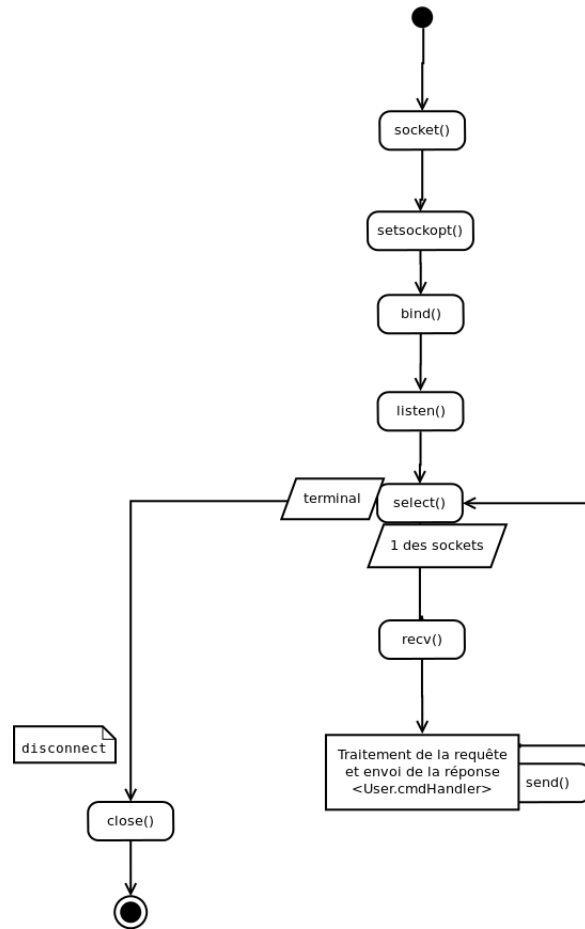 socket()
setsockopt()
bind()
listen()
terminal
select()
1 des sockets
recv()
disconnect
Traitement de la requête
et envoi de la réponse
<User.cmdHandler>
send()
close()